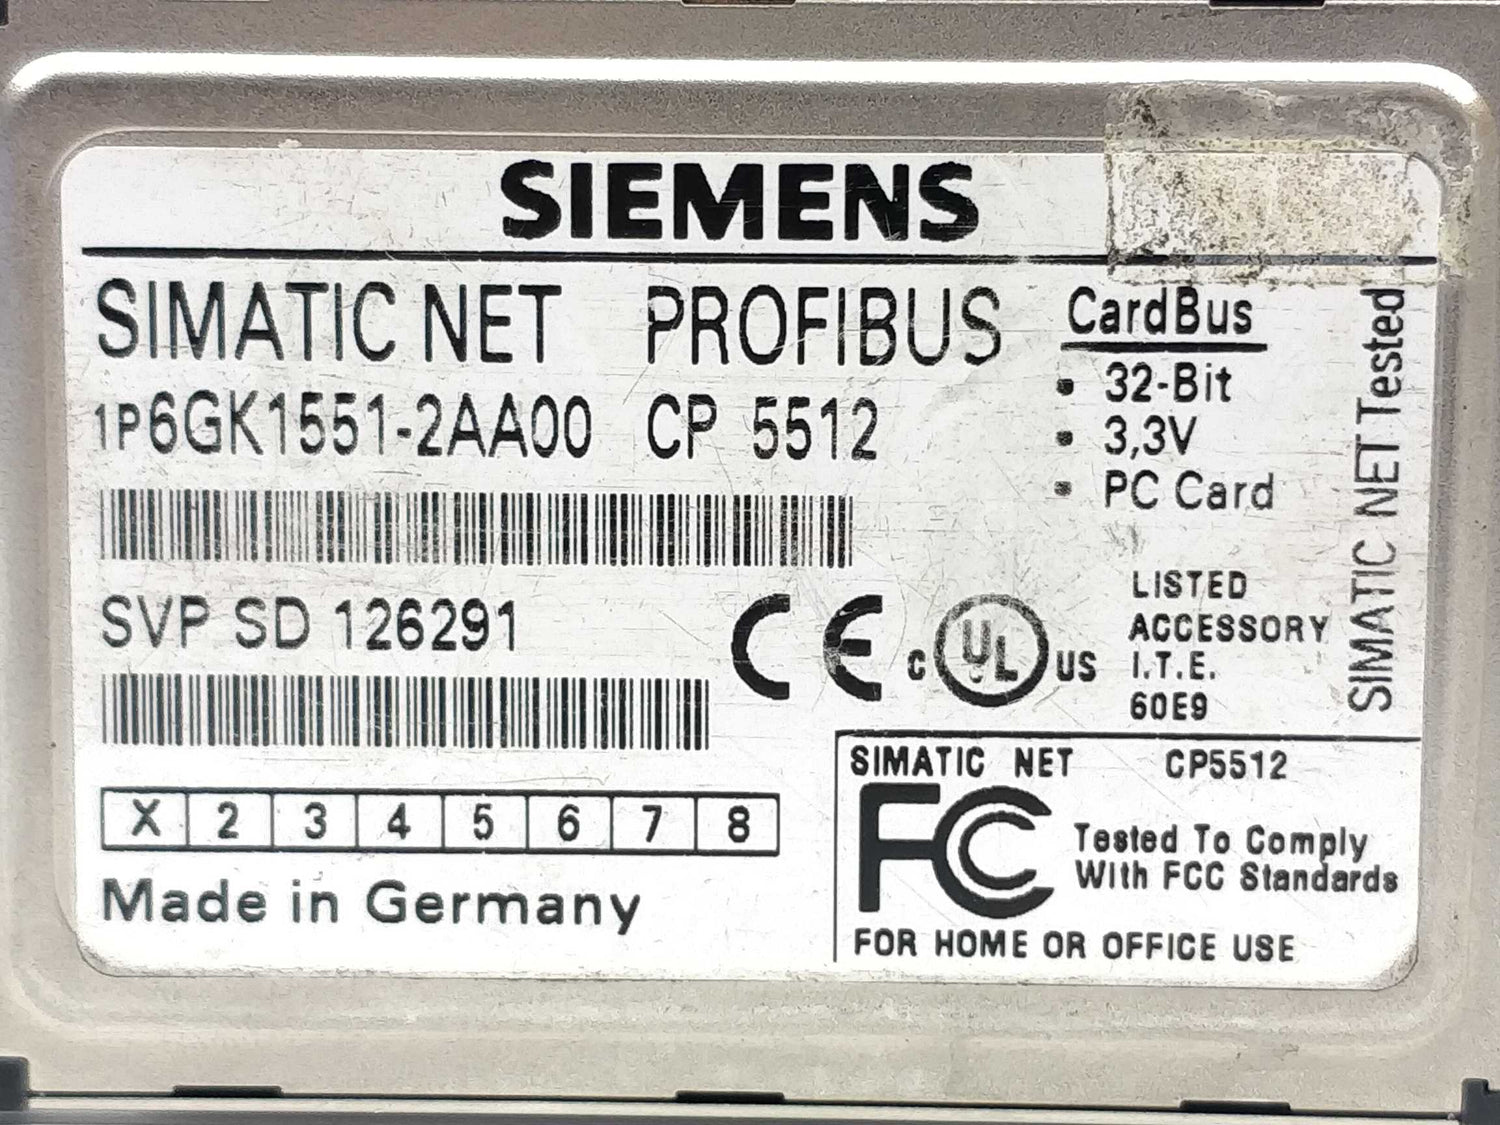 SIEMENS
SIMATIC NET PROFIBUS
1P6GK1551-2AA00 CP 5512
CardBus
• 32-Bit
• 3,3V
• PC Card
SIMATIC NET Tested
SVP SD 126291
CE
C UL US
LISTED
ACCESSORY
I.T.E.
60E9
X 2 3 4 5 6 7 8
Made in Germany
SIMATIC NET CP5512
FC
Tested To Comply
With FCC Standards
FOR HOME OR OFFICE USE